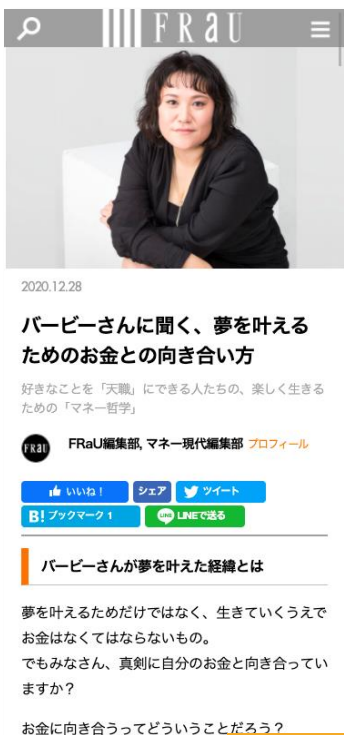 FRaU
2020.12.28
バービーさんに聞く、夢を叶える
ためのお金との向き合い方
好きなことを「天職」にできる人たちの、楽しく生きる
ための「マネー哲学」
FRaU
FRaU編集部, マネー現代編集部 プロフィール
いいね！ シェア ツイート
B! ブックマーク 1 LINE LINEで送る
バービーさんが夢を叶えた経緯とは
夢を叶えるためだけではなく、生きていくうえで
お金はなくてはならないもの。
でもみなさん、真剣に自分のお金と向き合ってい
ますか？
お金に向き合うってどういうことだろう？